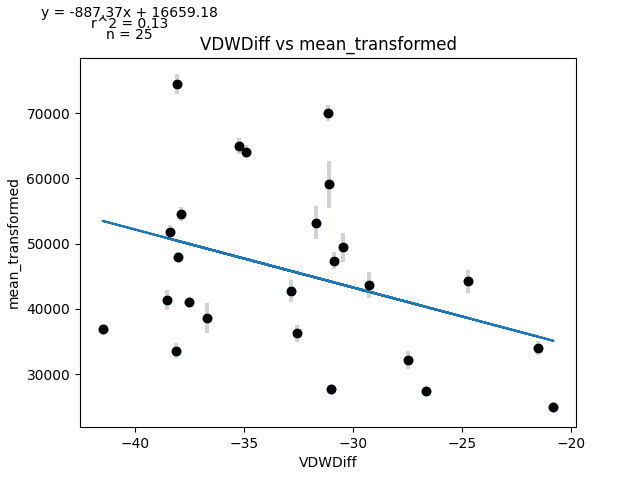 y = -887.37x + 16659.18
r^2 = 0.13
n = 25
VDWDiff vs mean_transformed
70000
60000
50000
40000
30000
mean_transformed
−40
−35
−30
−25
−20
VDWDiff